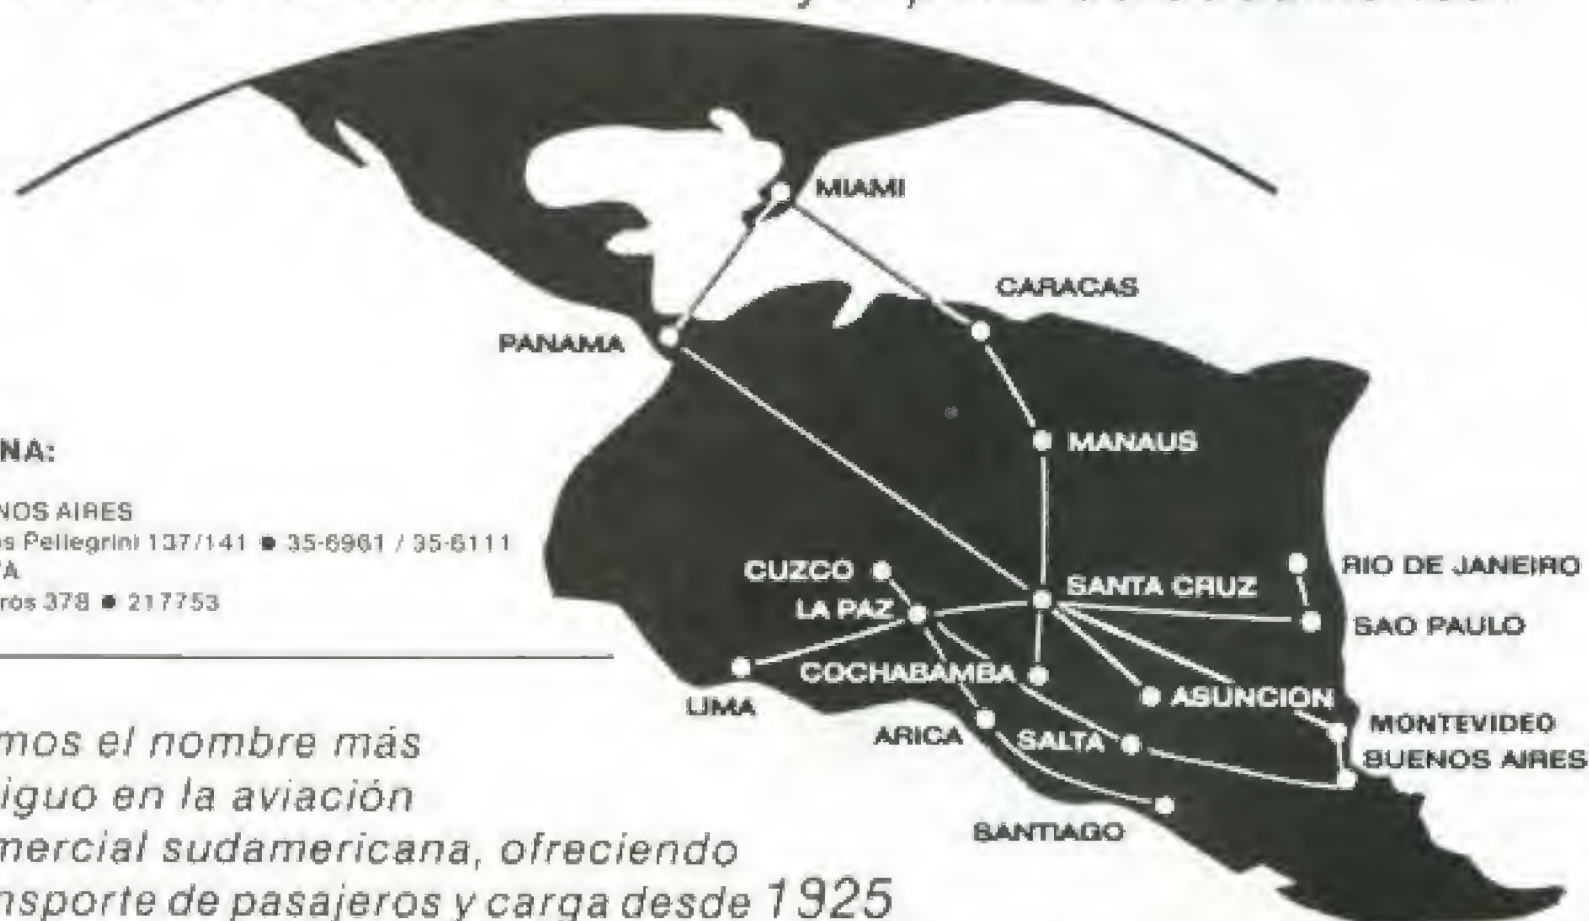 MIAMI
CARACAS
PANAMA
MANAUS
NA:
NOS AIRES
s Pellegrini 137/141 ● 35-6961 / 35-6111
A
ros 378 ● 217753
CUZCO
SANTA CRUZ
RIO DE JANEIRO
LA PAZ
SAO PAULO
COCHABAMBA
LIMA
ASUNCION
ARICA
SALTA
MONTEVIDEO
BUENOS AIRES
SANTIAGO
mos el nombre más
iguo en la aviación
mercial sudamericana, ofreciendo
nsporte de pasajeros y carga desde 1925